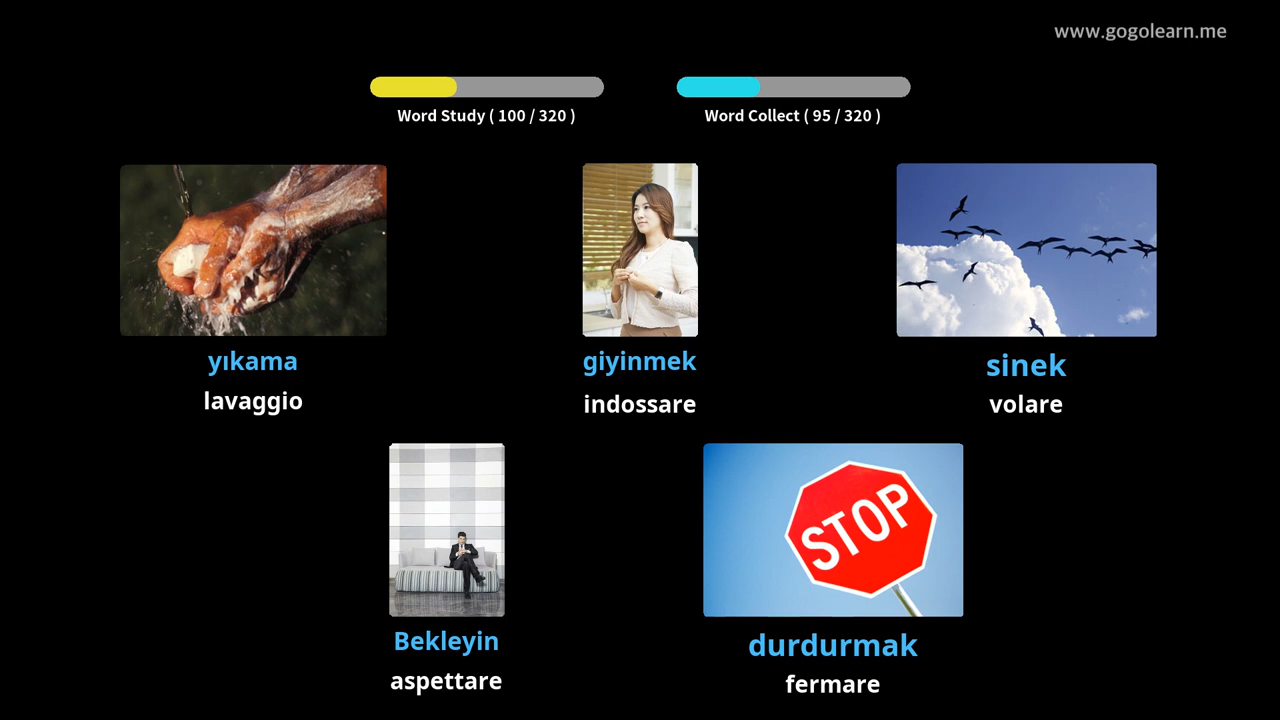 www.gogolearn.me
Word Study ( 100 / 320 )
Word Collect ( 95 / 320 )
yıkama
lavaggio
giyinmek
indossare
sinek
volare
Bekleyin
aspettare
STOP
durdurmak
fermare